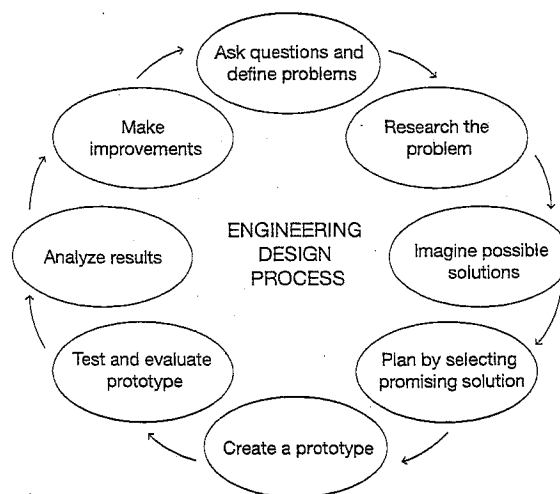 Ask questions and
define problems
Research the
problem
Imagine possible
solutions
Plan by selecting
promising solution
Create a prototype
Test and evaluate
prototype
Analyze results
Make
improvements
ENGINEERING
DESIGN
PROCESS